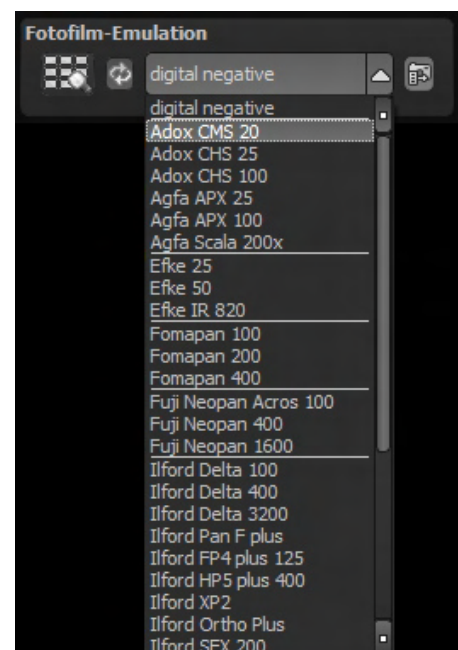 Fotofilm-Emulation
digital negative
digital negative
Adox CMS 20
Adox CHS 25
Adox CHS 100
Agfa APX 25
Agfa APX 100
Agfa Scala 200x
Efke 25
Efke 50
Efke IR 820
Fomapan 100
Fomapan 200
Fomapan 400
Fuji Neopan Acros 100
Fuji Neopan 400
Fuji Neopan 1600
Ilford Delta 100
Ilford Delta 400
Ilford Delta 3200
Ilford Pan F plus
Ilford FP4 plus 125
Ilford HP5 plus 400
Ilford XP2
Ilford Ortho Plus
Ilford SFX 200